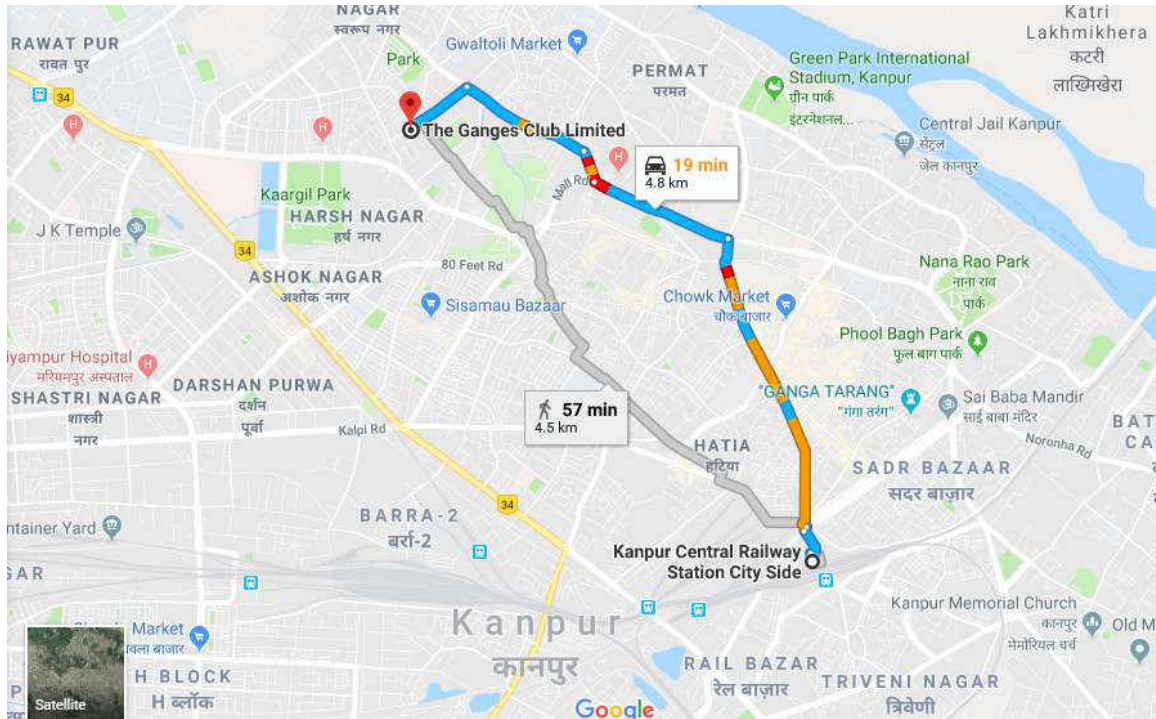 NAGAR
स्वरूप नगर
Katri
Lakhmikhera
कटरी
लाखिमखेरा
RAWAT PUR
रावत पुर
Gwaltoli Market
Park
PERMAT
परमत
Green Park International
Stadium, Kanpur
ग्रीन पार्क
इंटरनेशनल...
34
H
H
The Ganges Club Limited
H
19 min
4.8 km
Central Jail Kanpur
सेंट्रल
जेल कानपुर
Mall Rd
Kaargil Park
HARSH NAGAR
हर्ष नगर
J K Temple
34
80 Feet Rd
ASHOK NAGAR
अशोक नगर
Sisamau Bazaar
Chowk Market
चौक बाजार
Nana Rao Park
नाना राव
पार्क
Phool Bagh Park
फूल बाग पार्क
iyampur Hospital
मरियमपुर अस्पताल
H
SHASTRI NAGAR
शास्त्री
नगर
DARSHAN PURWA
दर्शन
पूर्वा
57 min
4.5 km
"GANGA TARANG"
"गंगा तरंग"
Sai Baba Mandir
साई बाबा मंदिर
BAT
CA
Kalpi Rd
Noronha Rd
HATIA
हटिया
SADR BAZAAR
सदर बाज़ार
34
ntainer Yard
BARRA-2
बर्रा-2
Kanpur Central Railway
Station City Side
GAR
Kanpur Memorial Church
कानपुर
मेमोरियल चर्च
Old M
Kanpur
कानपुर
Market
वला बाजार
H BLOCK
H ब्लॉक
RAIL BAZAR
रेल बाज़ार
TRIVENI NAGAR
त्रिवेणी
Satellite
Google